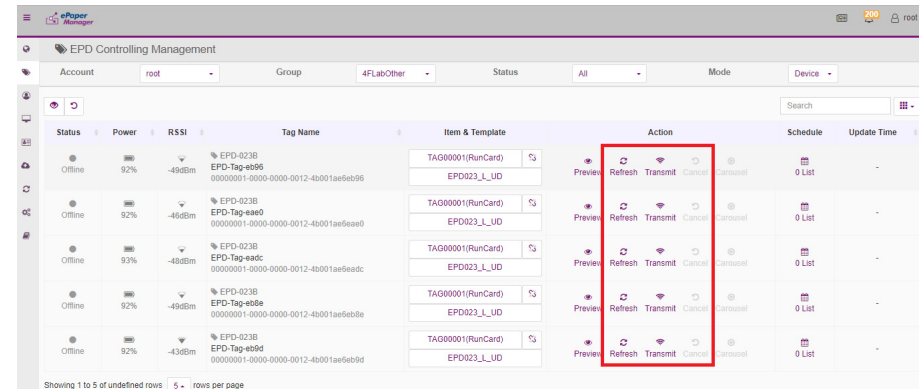 ePaper
Manager
200
root
EPD Controlling Management
Account root Group 4FLabOther Status All Mode Device
Search
Status Power RSSI Tag Name Item & Template Action Schedule Update Time
EPD-023B
Offline 92% -49dBm EPD-Tag-eb96 TAG00001(RunCard) Preview Refresh Transmit Cancel Carousel 0 List -
00000001-0000-0000-0012-4b001ae6eb96 EPD023_L_UD
EPD-023B
Offline 92% -46dBm EPD-Tag-eae0 TAG00001(RunCard) Preview Refresh Transmit Cancel Carousel 0 List -
00000001-0000-0000-0012-4b001ae6eae0 EPD023_L_UD
EPD-023B
Offline 93% -48dBm EPD-Tag-eadc TAG00001(RunCard) Preview Refresh Transmit Cancel Carousel 0 List -
00000001-0000-0000-0012-4b001ae6eadc EPD023_L_UD
EPD-023B
Offline 92% -49dBm EPD-Tag-eb8e TAG00001(RunCard) Preview Refresh Transmit Cancel Carousel 0 List -
00000001-0000-0000-0012-4b001ae6eb8e EPD023_L_UD
EPD-023B
Offline 92% -43dBm EPD-Tag-eb9d TAG00001(RunCard) Preview Refresh Transmit Cancel Carousel 0 List -
00000001-0000-0000-0012-4b001ae6eb9d EPD023_L_UD
Showing 1 to 5 of undefined rows 5 rows per page